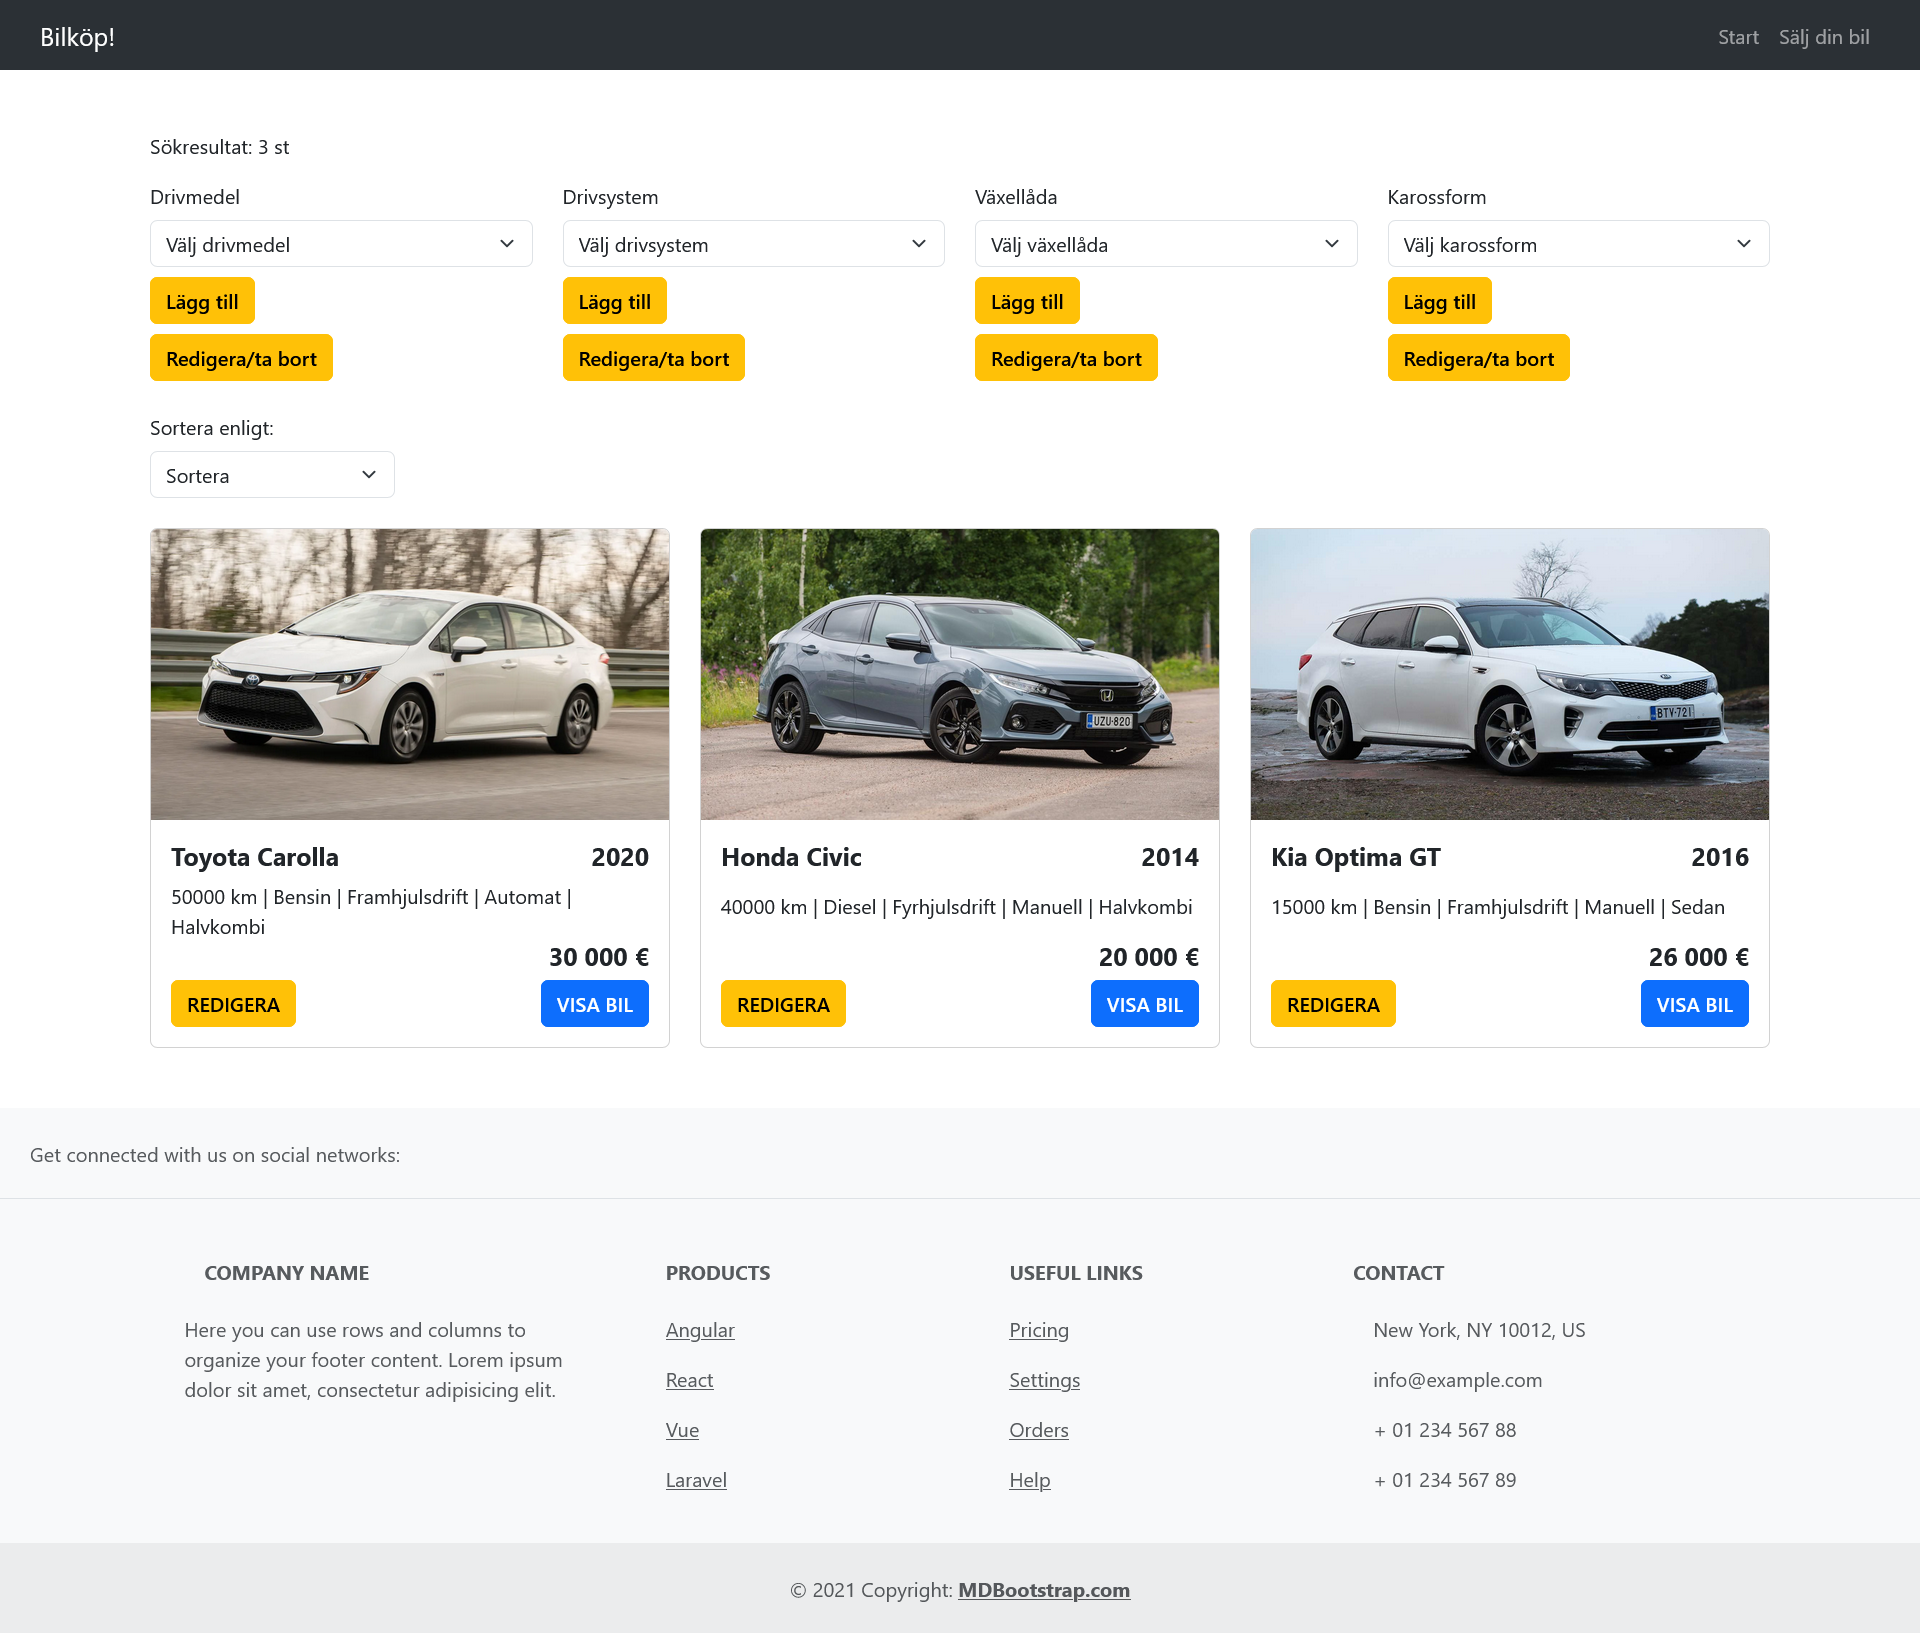 Bilköp!
Start Sälj din bil
Sökresultat: 3 st
Drivmedel Drivsystem Växellåda Karossform
Välj drivmedel Välj drivsystem Välj växellåda Välj karossform
Lägg till Lägg till Lägg till Lägg till
Redigera/ta bort Redigera/ta bort Redigera/ta bort Redigera/ta bort
Sortera enligt:
Sortera
UZU-820
BTV-721
Toyota Carolla 2020
50000 km | Bensin | Framhjulsdrift | Automat |
Halvkombi
30 000 €
REDIGERA VISA BIL
Honda Civic 2014
40000 km | Diesel | Fyrhjulsdrift | Manuell | Halvkombi
20 000 €
REDIGERA VISA BIL
Kia Optima GT 2016
15000 km | Bensin | Framhjulsdrift | Manuell | Sedan
26 000 €
REDIGERA VISA BIL
Get connected with us on social networks:
COMPANY NAME
Here you can use rows and columns to
organize your footer content. Lorem ipsum
dolor sit amet, consectetur adipisicing elit.
PRODUCTS
Angular
React
Vue
Laravel
USEFUL LINKS
Pricing
Settings
Orders
Help
CONTACT
New York, NY 10012, US
info@example.com
+ 01 234 567 88
+ 01 234 567 89
© 2021 Copyright: MDBootstrap.com